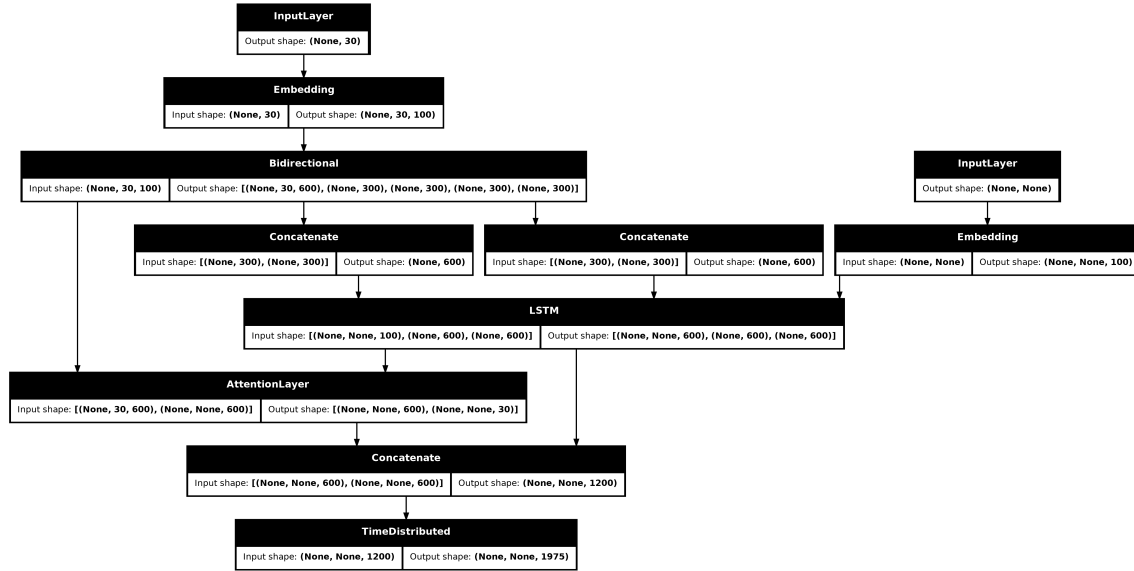 InputLayer
Output shape: (None, 30)
Embedding
Input shape: (None, 30) Output shape: (None, 30, 100)
Bidirectional
Input shape: (None, 30, 100) Output shape: [(None, 30, 600), (None, 300), (None, 300), (None, 300), (None, 300)]
InputLayer
Output shape: (None, None)
Concatenate
Input shape: [(None, 300), (None, 300)] Output shape: (None, 600)
Concatenate
Input shape: [(None, 300), (None, 300)] Output shape: (None, 600)
Embedding
Input shape: (None, None) Output shape: (None, None, 100)
LSTM
Input shape: [(None, None, 100), (None, 600), (None, 600)] Output shape: [(None, None, 600), (None, 600), (None, 600)]
AttentionLayer
Input shape: [(None, 30, 600), (None, None, 600)] Output shape: [(None, None, 600), (None, None, 30)]
Concatenate
Input shape: [(None, None, 600), (None, None, 600)] Output shape: (None, None, 1200)
TimeDistributed
Input shape: (None, None, 1200) Output shape: (None, None, 1975)